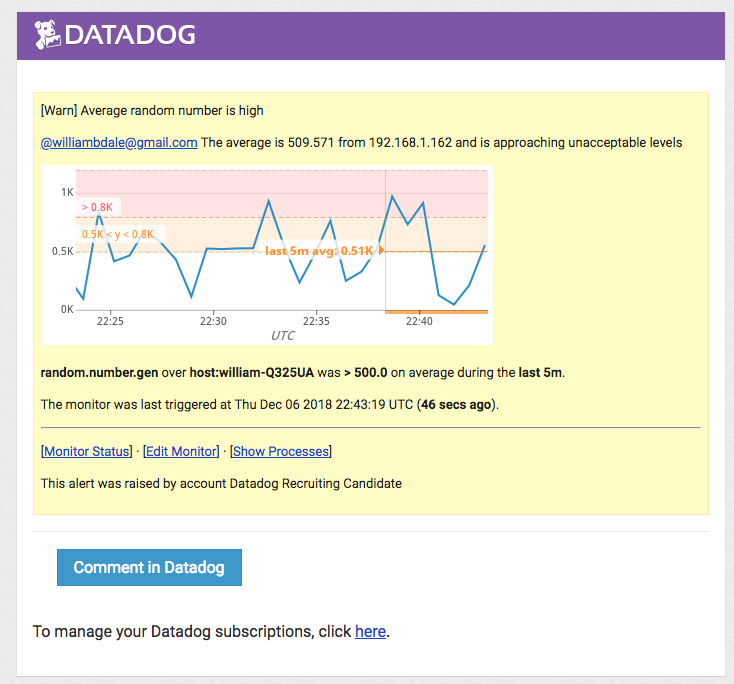 DATADOG
[Warn] Average random number is high
@williambdale@gmail.com The average is 509.571 from 192.168.1.162 and is approaching unacceptable levels
1K
> 0.8K
0.5K < y < 0.8K
0.5K
last 5m avg: 0.51K
0K
22:25 22:30 22:35 22:40
UTC
random.number.gen over host:william-Q325UA was > 500.0 on average during the last 5m.
The monitor was last triggered at Thu Dec 06 2018 22:43:19 UTC (46 secs ago).
[Monitor Status] · [Edit Monitor] · [Show Processes]
This alert was raised by account Datadog Recruiting Candidate
Comment in Datadog
To manage your Datadog subscriptions, click here.